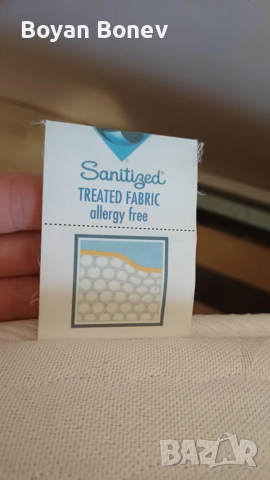 Boyan Bonev
Sanitized®
TREATED FABRIC
allergy free
BAZAR